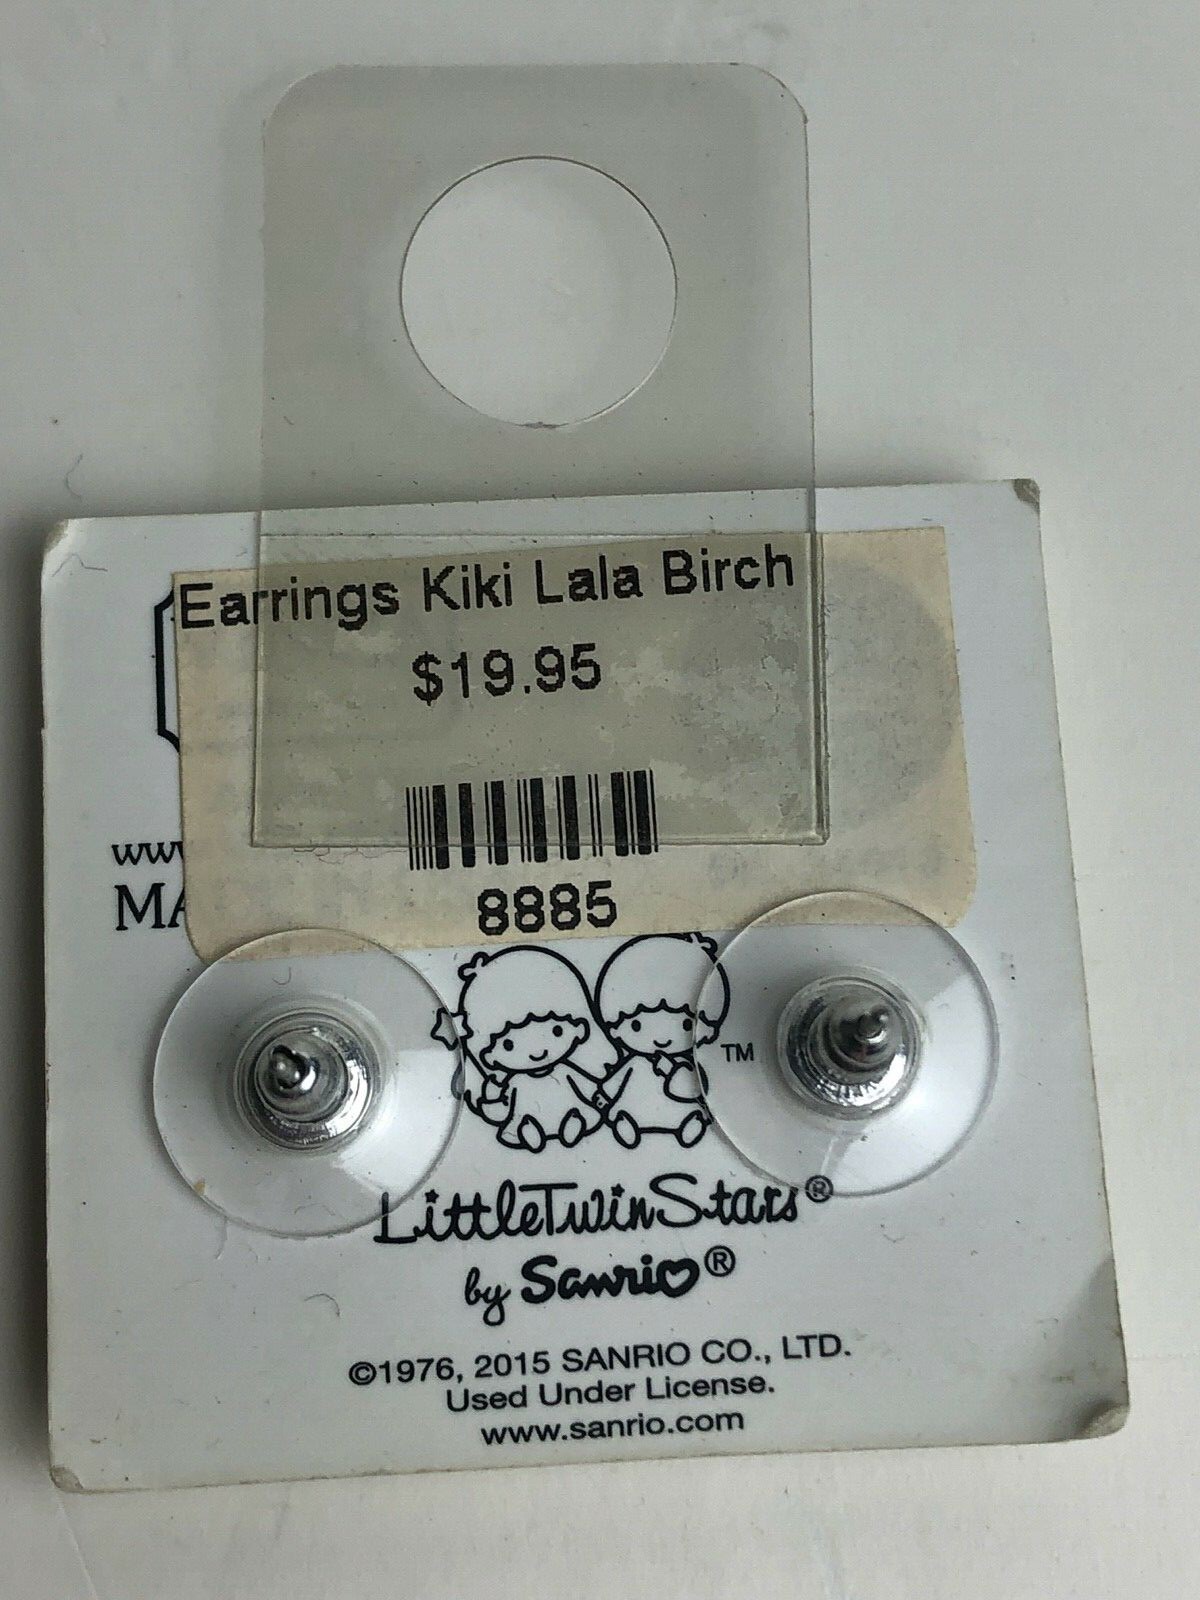 Earrings Kiki Lala Birch
$19.95
8885
TM
LittleTwinStars®
by Sanrio®
©1976, 2015 SANRIO CO., LTD.
Used Under License.
www.sanrio.com